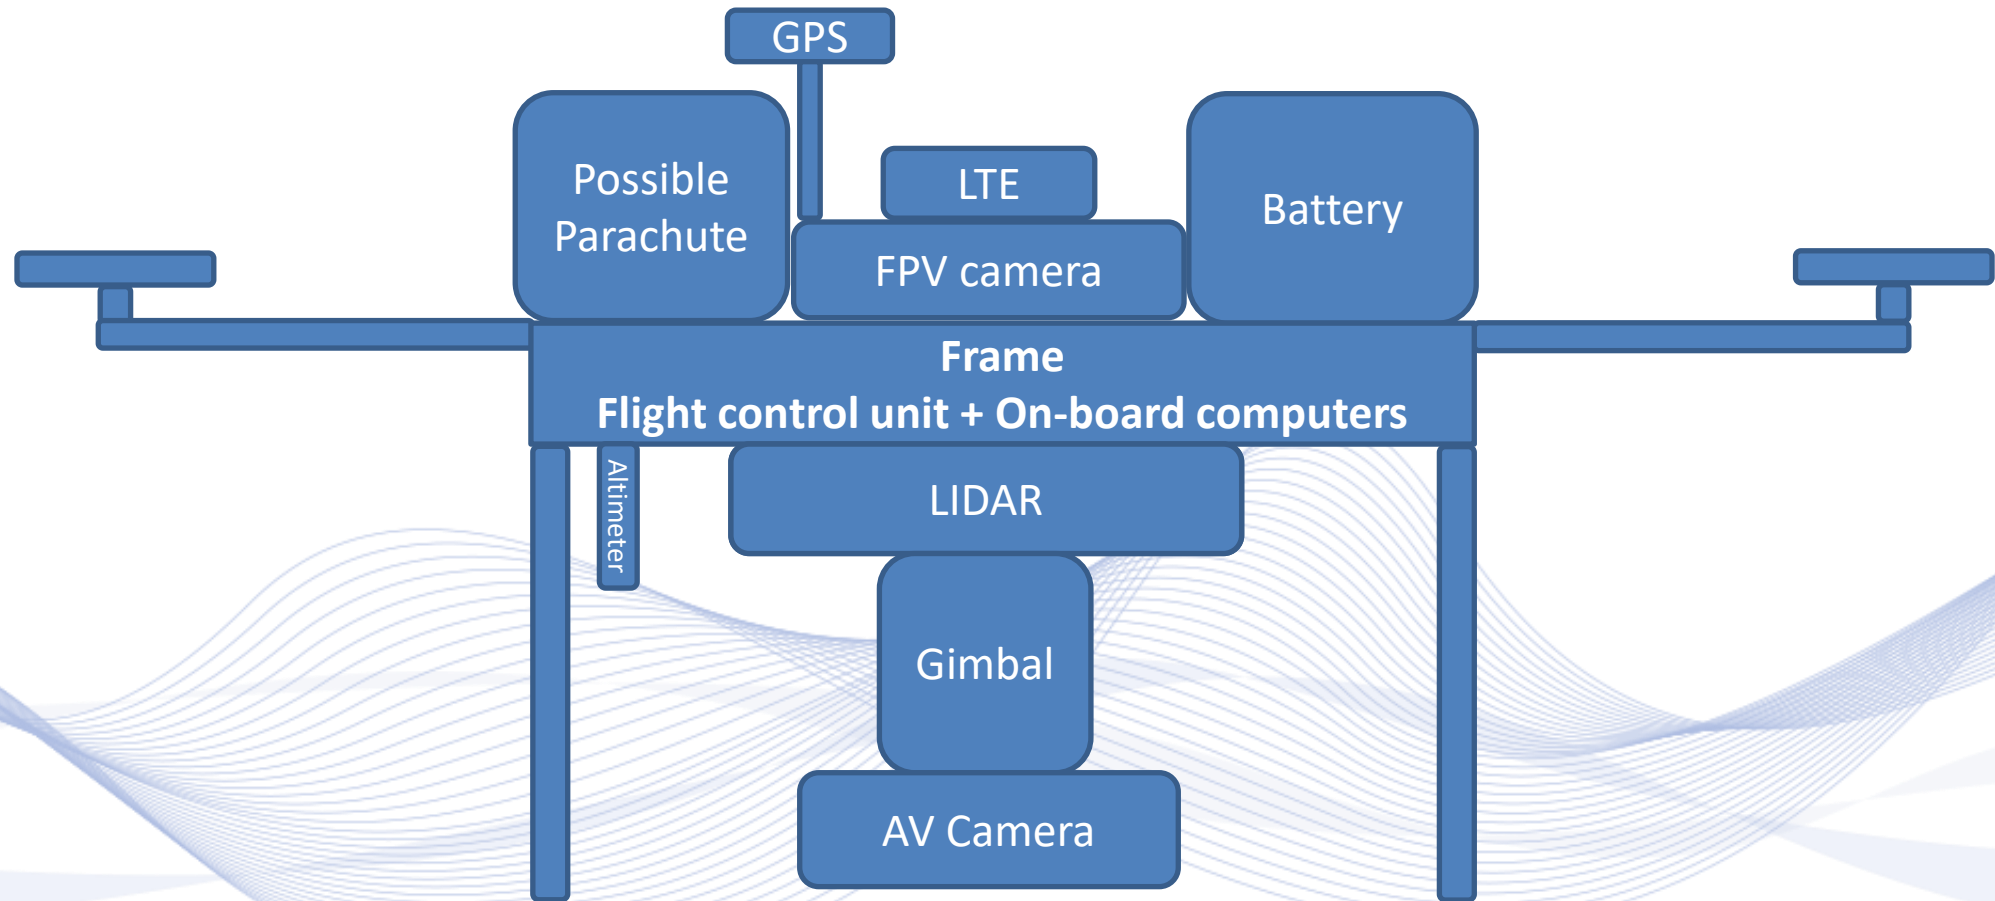 GPS
Possible
Parachute
LTE
FPV camera
Battery
Frame
Flight control unit + On-board computers
Altimeter
LIDAR
Gimbal
AV Camera